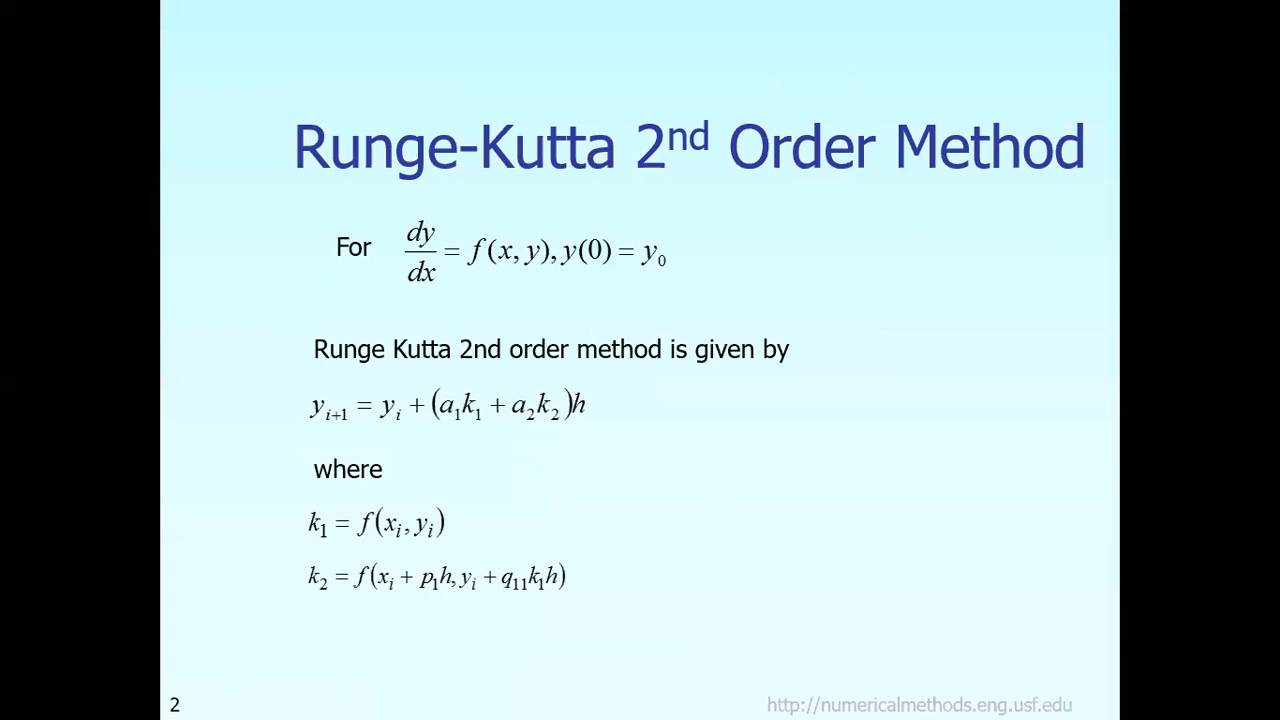 Runge-Kutta 2nd Order Method
For dy/dx = f(x, y), y(0) = y₀
Runge Kutta 2nd order method is given by
yᵢ₊₁ = yᵢ + (a₁k₁ + a₂k₂)h
where
k₁ = f(xᵢ, yᵢ)
k₂ = f(xᵢ + p₁h, yᵢ + q₁₁k₁h)
2 http://numericalmethods.eng.usf.edu